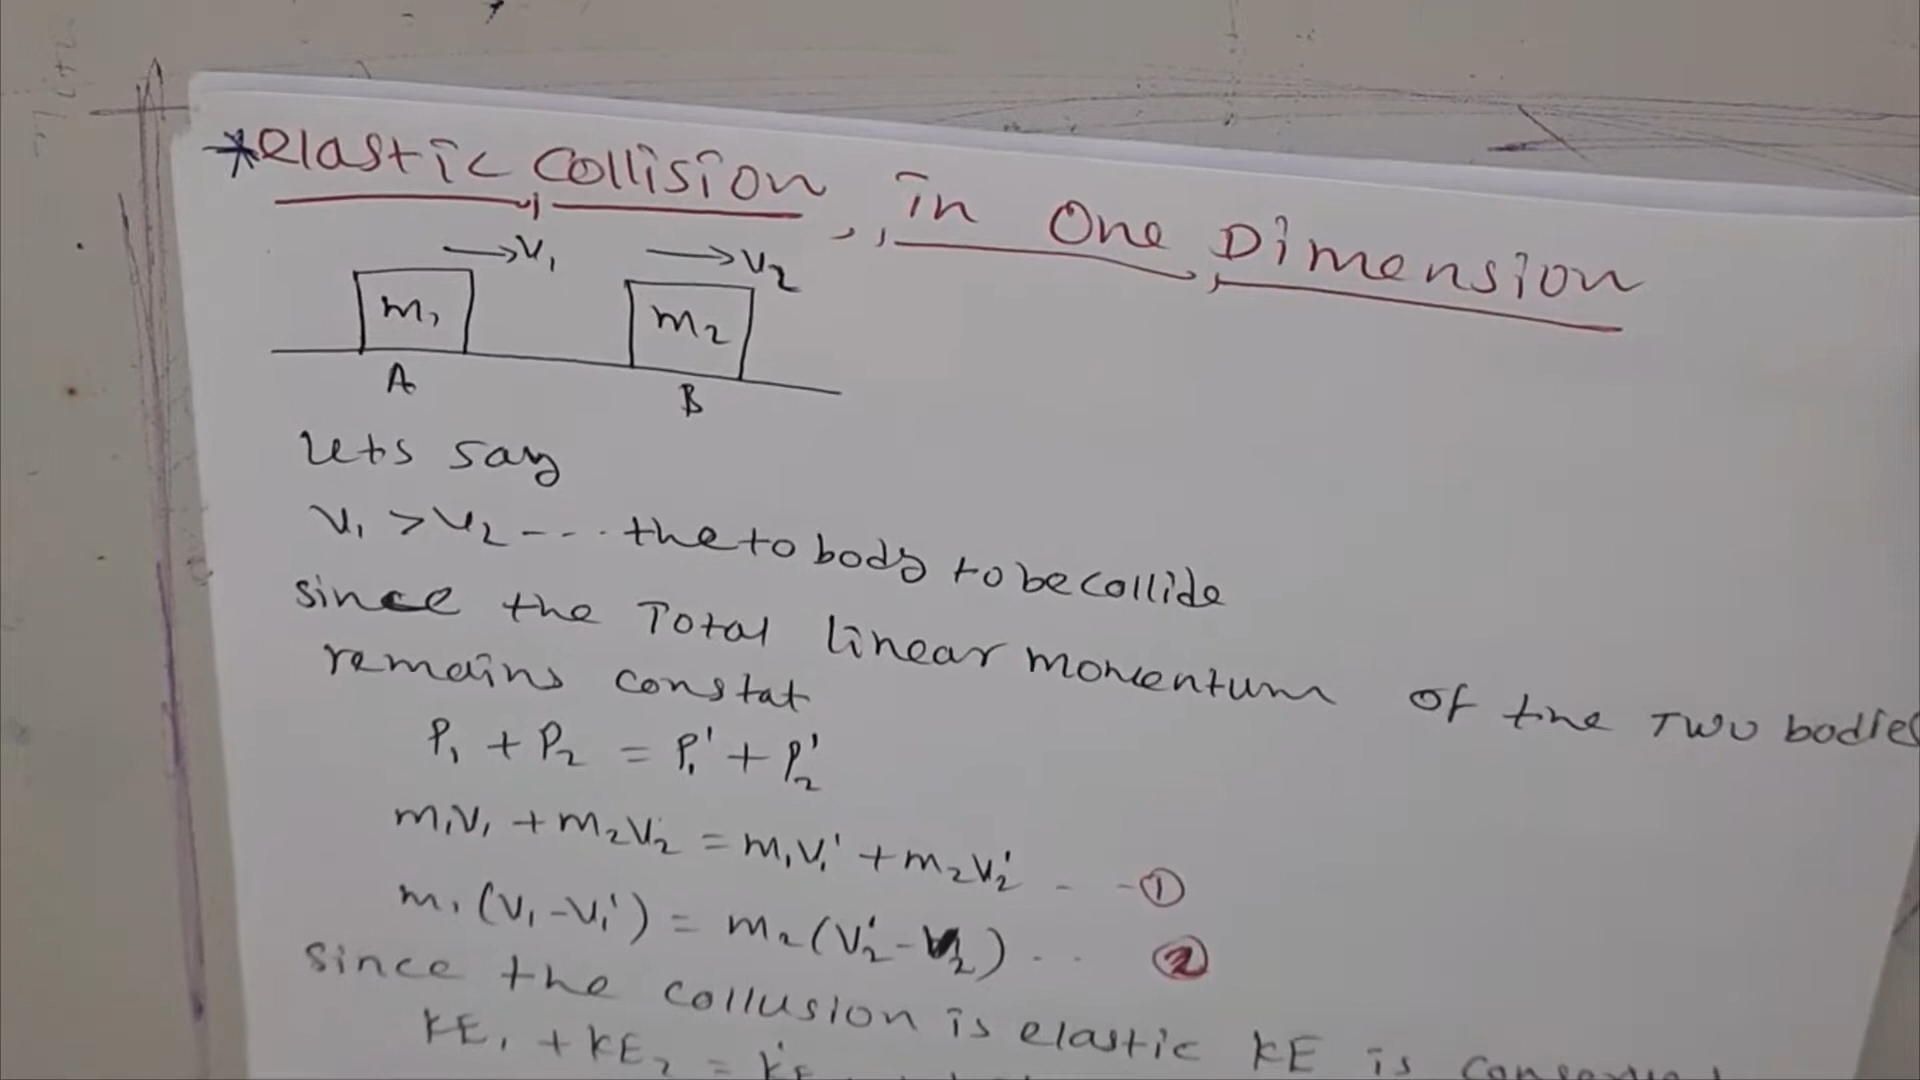 *elastic collision, in One Dimension
→V₁ →V₂
m₁ m₂
A B
lets say
V₁ > V₂ --- . the to body to be collide
since the Total linear momentum of the Two bodies
remains constat
P₁ + P₂ = P₁' + P₂'
m₁V₁ + m₂V₂ = m₁V₁' + m₂V₂' - - ①
m₁(V₁-V₁') = m₂(V₂'-V₂) - .. ②
since the collusion is elastic KE is
KE₁ + KE₂ =